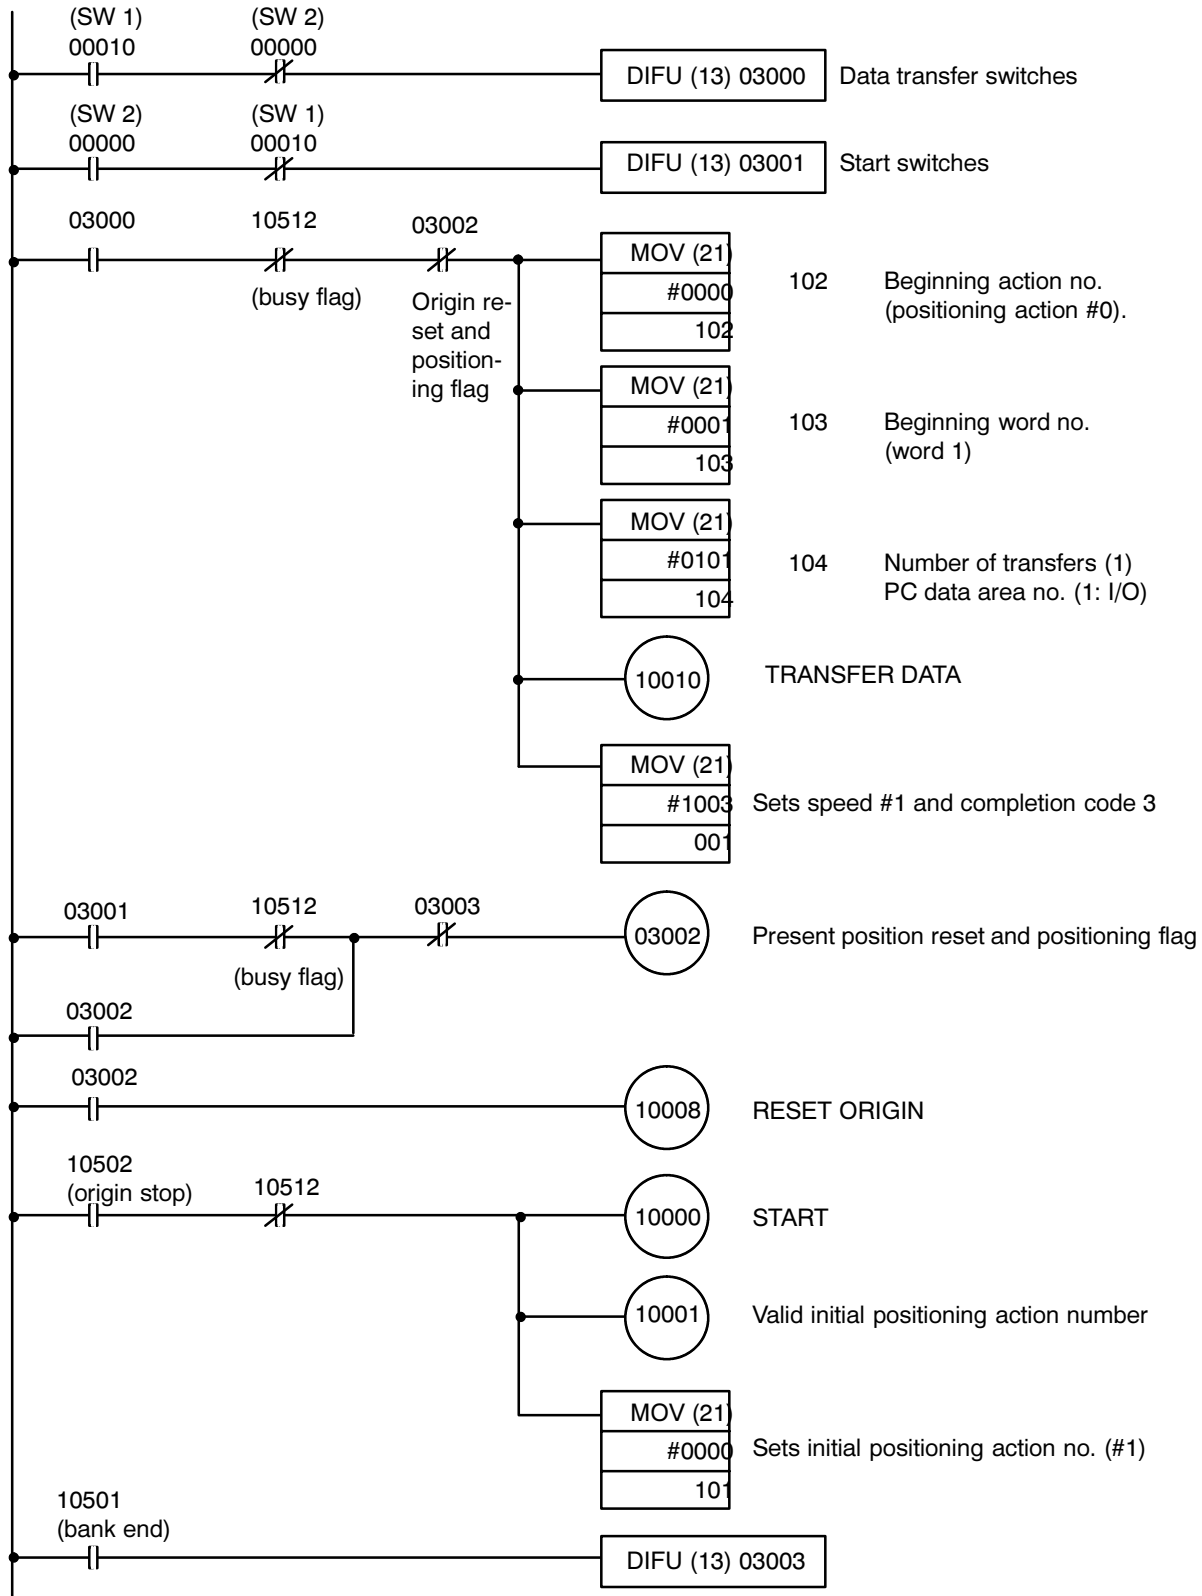 (SW 1) (SW 2)
00010 00000
DIFU (13) 03000 Data transfer switches
(SW 2) (SW 1)
00000 00010
DIFU (13) 03001 Start switches
03000 10512 03002
(busy flag)
Origin re-
set and
position-
ing flag
MOV (21)
#0000
102
102 Beginning action no.
(positioning action #0).
MOV (21)
#0001
103
103 Beginning word no.
(word 1)
MOV (21)
#0101
104
104 Number of transfers (1)
PC data area no. (1: I/O)
10010 TRANSFER DATA
MOV (21)
#1003
001
Sets speed #1 and completion code 3
03001 10512 03003
(busy flag)
03002 Present position reset and positioning flag
03002
03002
10008 RESET ORIGIN
10502
(origin stop) 10512
10000 START
10001 Valid initial positioning action number
MOV (21)
#0000
101
Sets initial positioning action no. (#1)
10501
(bank end)
DIFU (13) 03003